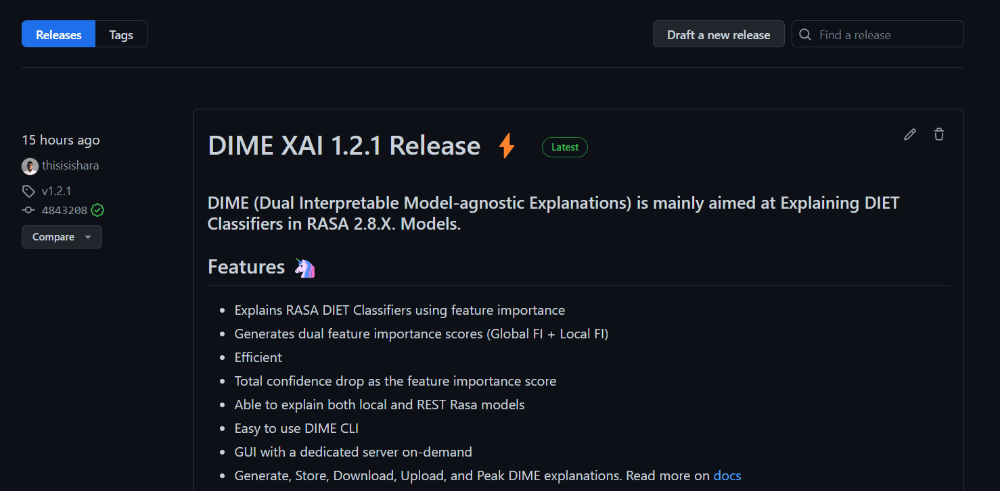 Releases
Tags
Draft a new release
Find a release
15 hours ago
thisisishara
v1.2.1
4843208
Compare
DIME XAI 1.2.1 Release ⚡
Latest
DIME (Dual Interpretable Model-agnostic Explanations) is mainly aimed at Explaining DIET
Classifiers in RASA 2.8.X. Models.
Features 🦄
• Explains RASA DIET Classifiers using feature importance
• Generates dual feature importance scores (Global FI + Local FI)
• Efficient
• Total confidence drop as the feature importance score
• Able to explain both local and REST Rasa models
• Easy to use DIME CLI
• GUI with a dedicated server on-demand
• Generate, Store, Download, Upload, and Peak DIME explanations. Read more on docs